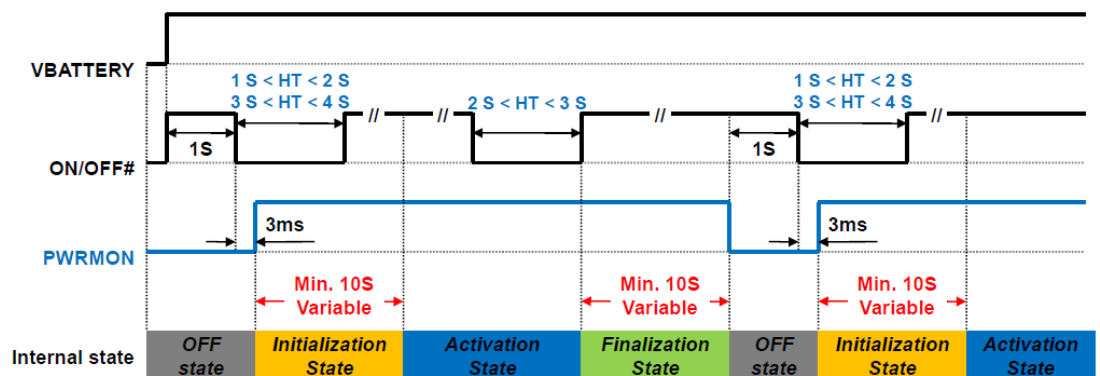 VBATTERY
1 S < HT < 2 S
3 S < HT < 4 S
//
//
2 S < HT < 3 S
//
1 S < HT < 2 S
3 S < HT < 4 S
//
1S
1S
ON/OFF#
3ms
3ms
PWRMON
Min. 10S
Variable
Min. 10S
Variable
Min. 10S
Variable
Internal state
OFF
state
Initialization
State
Activation
State
Finalization
State
OFF
state
Initialization
State
Activation
State